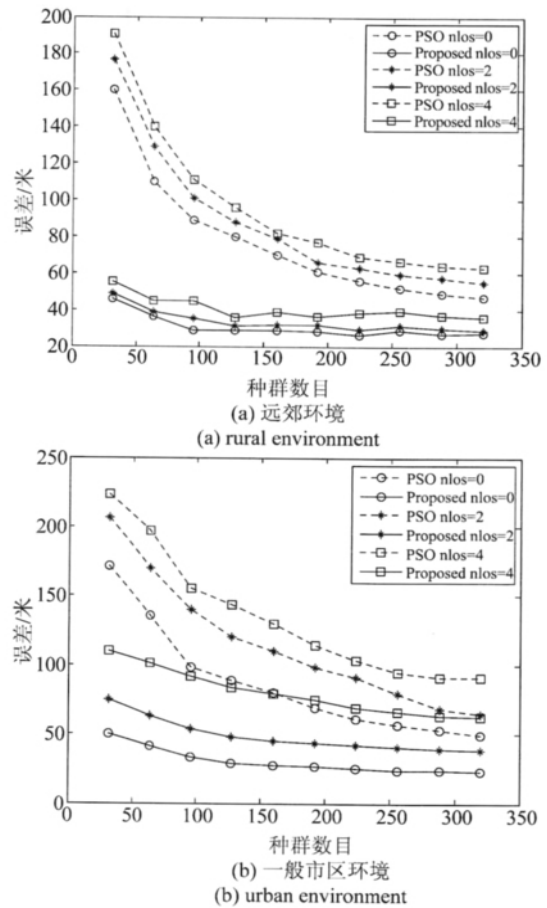 200
180
160
140
120
100
80
60
40
20
误差/米
PSO nlos=0
Proposed nlos=0
PSO nlos=2
Proposed nlos=2
PSO nlos=4
Proposed nlos=4
0 50 100 150 200 250 300 350
种群数目
(a) 远郊环境
(a) rural environment
250
200
150
100
50
0
误差/米
PSO nlos=0
Proposed nlos=0
PSO nlos=2
Proposed nlos=2
PSO nlos=4
Proposed nlos=4
0 50 100 150 200 250 300 350
种群数目
(b) 一般市区环境
(b) urban environment